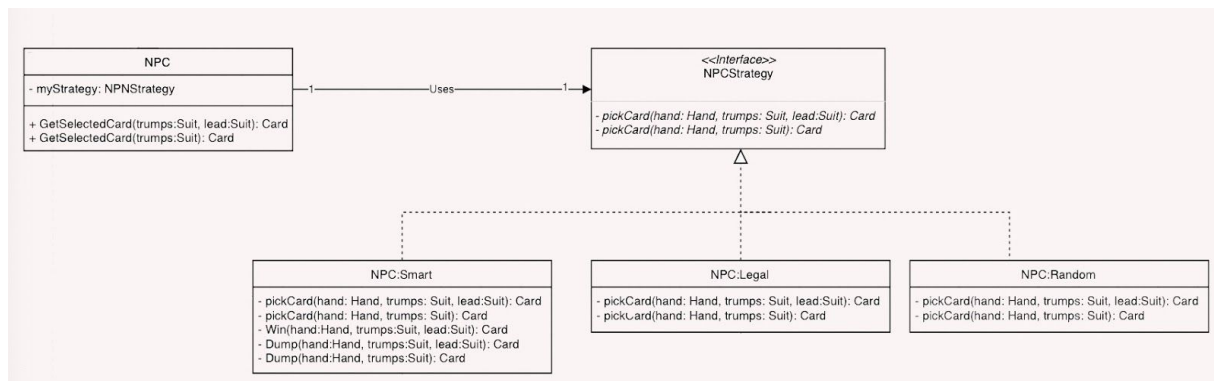 NPC
- myStrategy: NPNStrategy
+ GetSelectedCard(trumps:Suit, lead:Suit): Card
+ GetSelectedCard(trumps:Suit): Card
1
Uses
1
<<Interface>>
NPCStrategy
- pickCard(hand: Hand, trumps: Suit, lead:Suit): Card
- pickCard(hand: Hand, trumps: Suit): Card
NPC:Smart
- pickCard(hand: Hand, trumps: Suit, lead:Suit): Card
- pickCard(hand: Hand, trumps: Suit): Card
- Win(hand:Hand, trumps:Suit, lead:Suit): Card
- Dump(hand:Hand, trumps:Suit, lead:Suit): Card
- Dump(hand:Hand, trumps:Suit): Card
NPC:Legal
- pickCard(hand: Hand, trumps: Suit, lead:Suit): Card
- pickCard(hand: Hand, trumps: Suit): Card
NPC:Random
- pickCard(hand: Hand, trumps: Suit, lead:Suit): Card
- pickCard(hand: Hand, trumps: Suit): Card